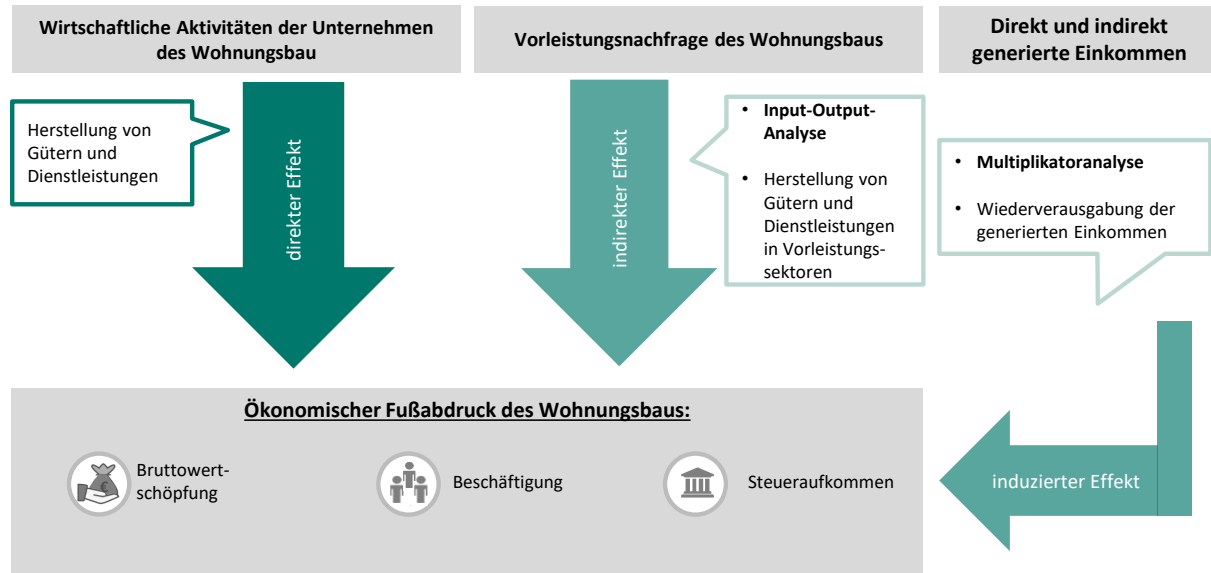 Wirtschaftliche Aktivitäten der Unternehmen
des Wohnungsbau
Vorleistungsnachfrage des Wohnungsbaus
Direkt und indirekt
generierte Einkommen
Herstellung von
Gütern und
Dienstleistungen
direkter Effekt
indirekter Effekt
• Input-Output-
Analyse
• Herstellung von
Gütern und
Dienstleistungen
in Vorleistungs-
sektoren
• Multiplikatoranalyse
• Wiederverausgabung der
generierten Einkommen
Ökonomischer Fußabdruck des Wohnungsbaus:
Bruttowert-
schöpfung
Beschäftigung
Steueraufkommen
induzierter Effekt